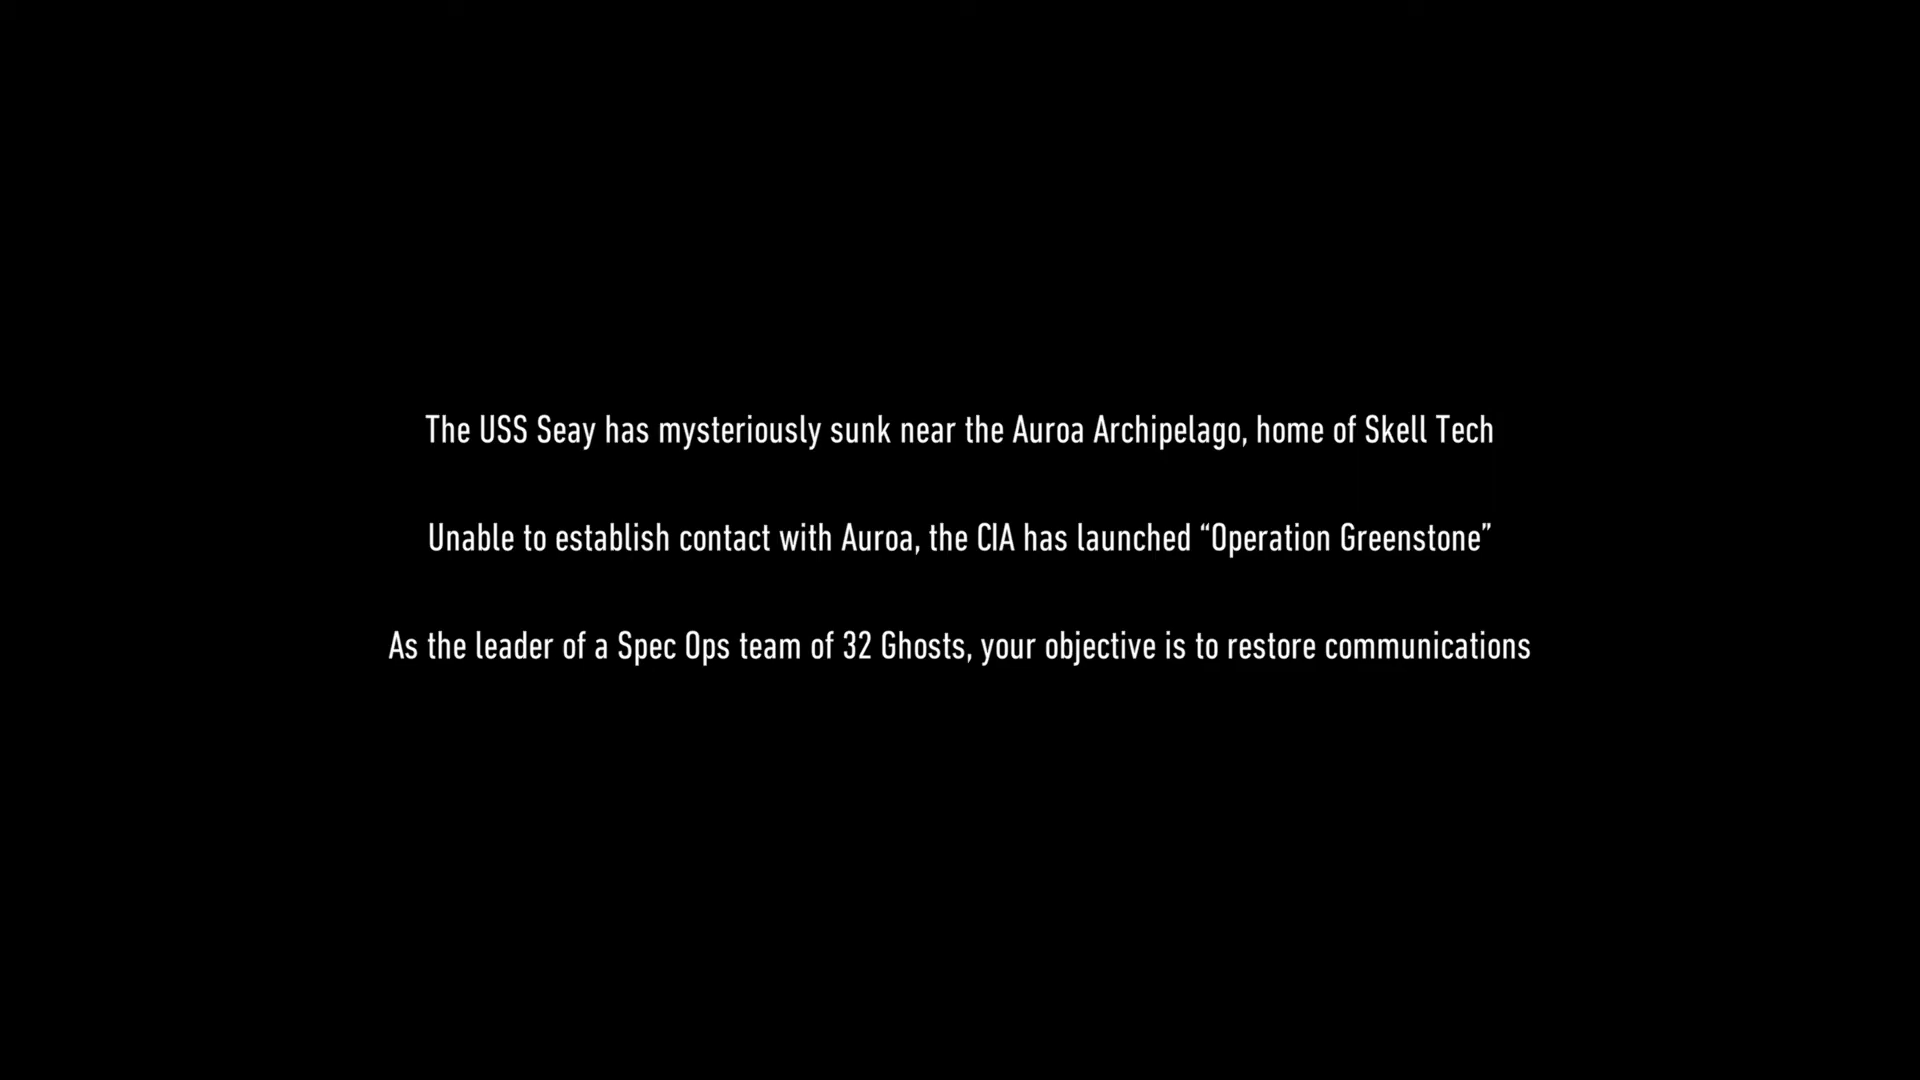 The USS Seay has mysteriously sunk near the Auroa Archipelago, home of Skell Tech
Unable to establish contact with Auroa, the CIA has launched “Operation Greenstone”
As the leader of a Spec Ops team of 32 Ghosts, your objective is to restore communications